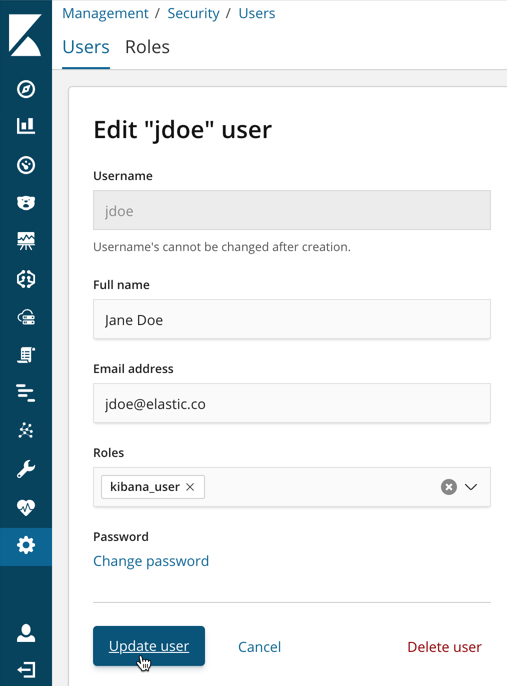 Management / Security / Users
Users Roles
Edit "jdoe" user
Username
jdoe
Username's cannot be changed after creation.
Full name
Jane Doe
Email address
jdoe@elastic.co
Roles
kibana_user
Password
Change password
Update user Cancel Delete user